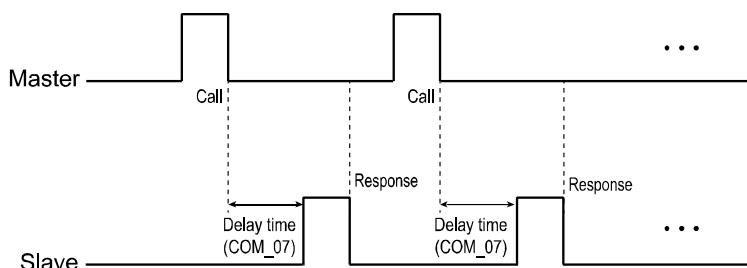 Master
Call
Call
...
Response
Response
Delay time
(COM_07)
Delay time
(COM_07)
Slave
...